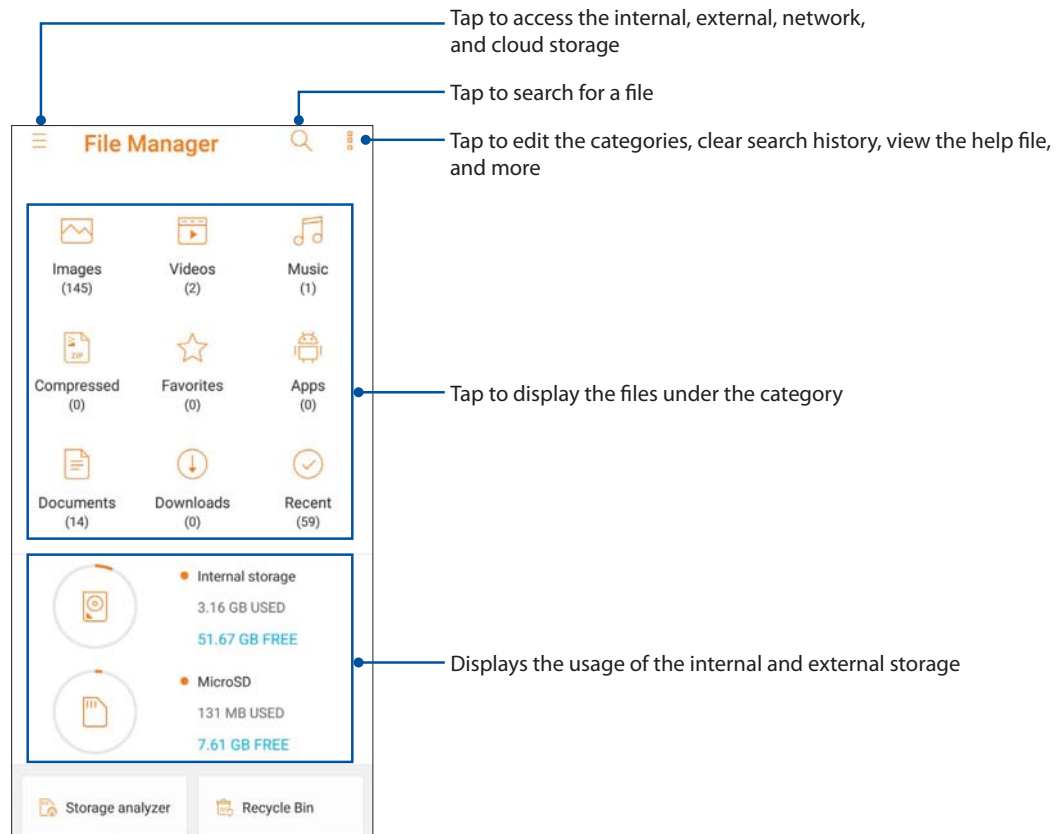 Tap to access the internal, external, network,
and cloud storage
Tap to search for a file
Tap to edit the categories, clear search history, view the help file,
and more
File Manager
Images
(145)
Videos
(2)
Music
(1)
ZIP
Compressed
(0)
Favorites
(0)
Apps
(0)
Tap to display the files under the category
Documents
(14)
Downloads
(0)
Recent
(59)
Internal storage
3.16 GB USED
51.67 GB FREE
Displays the usage of the internal and external storage
MicroSD
131 MB USED
7.61 GB FREE
Storage analyzer
Recycle Bin